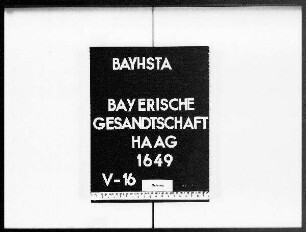 BAYHSTA
BAYERISCHE
GESANDTSCHAFT
HAAG
1649
V-16